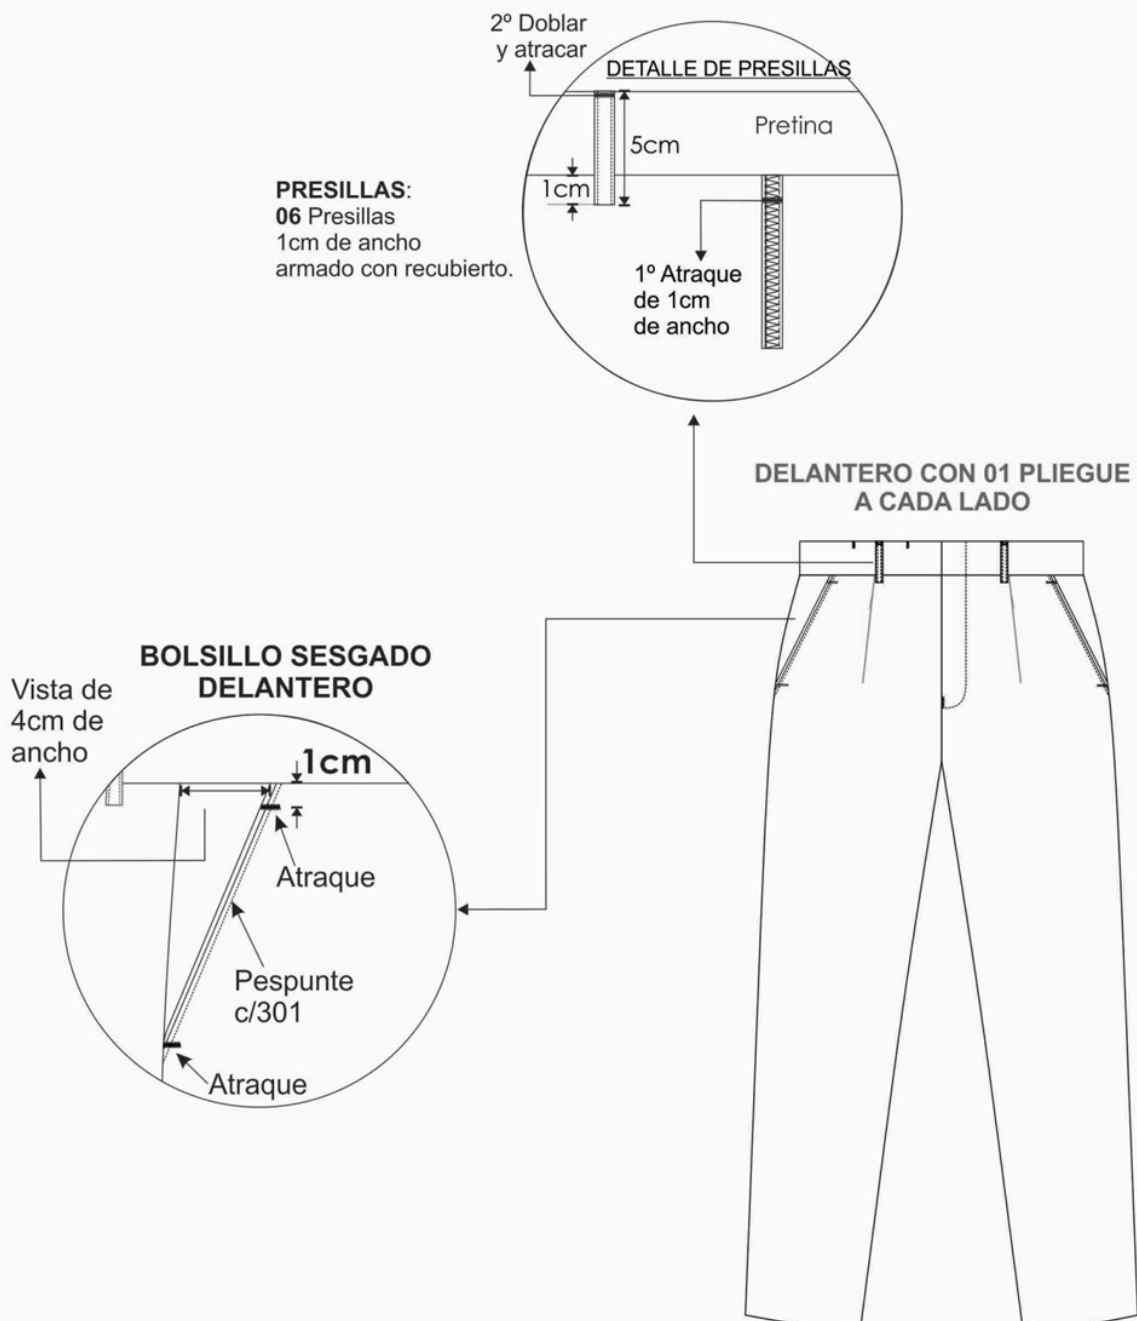 2º Doblar
y atracar
DETALLE DE PRESILLAS
Pretina
5cm
1cm
PRESILLAS:
06 Presillas
1cm de ancho
armado con recubierto.
1º Atraque
de 1cm
de ancho
DELANTERO CON 01 PLIEGUE
A CADA LADO
BOLSILLO SESGADO
DELANTERO
Vista de
4cm de
ancho
1cm
Atraque
Pespunte
c/301
Atraque